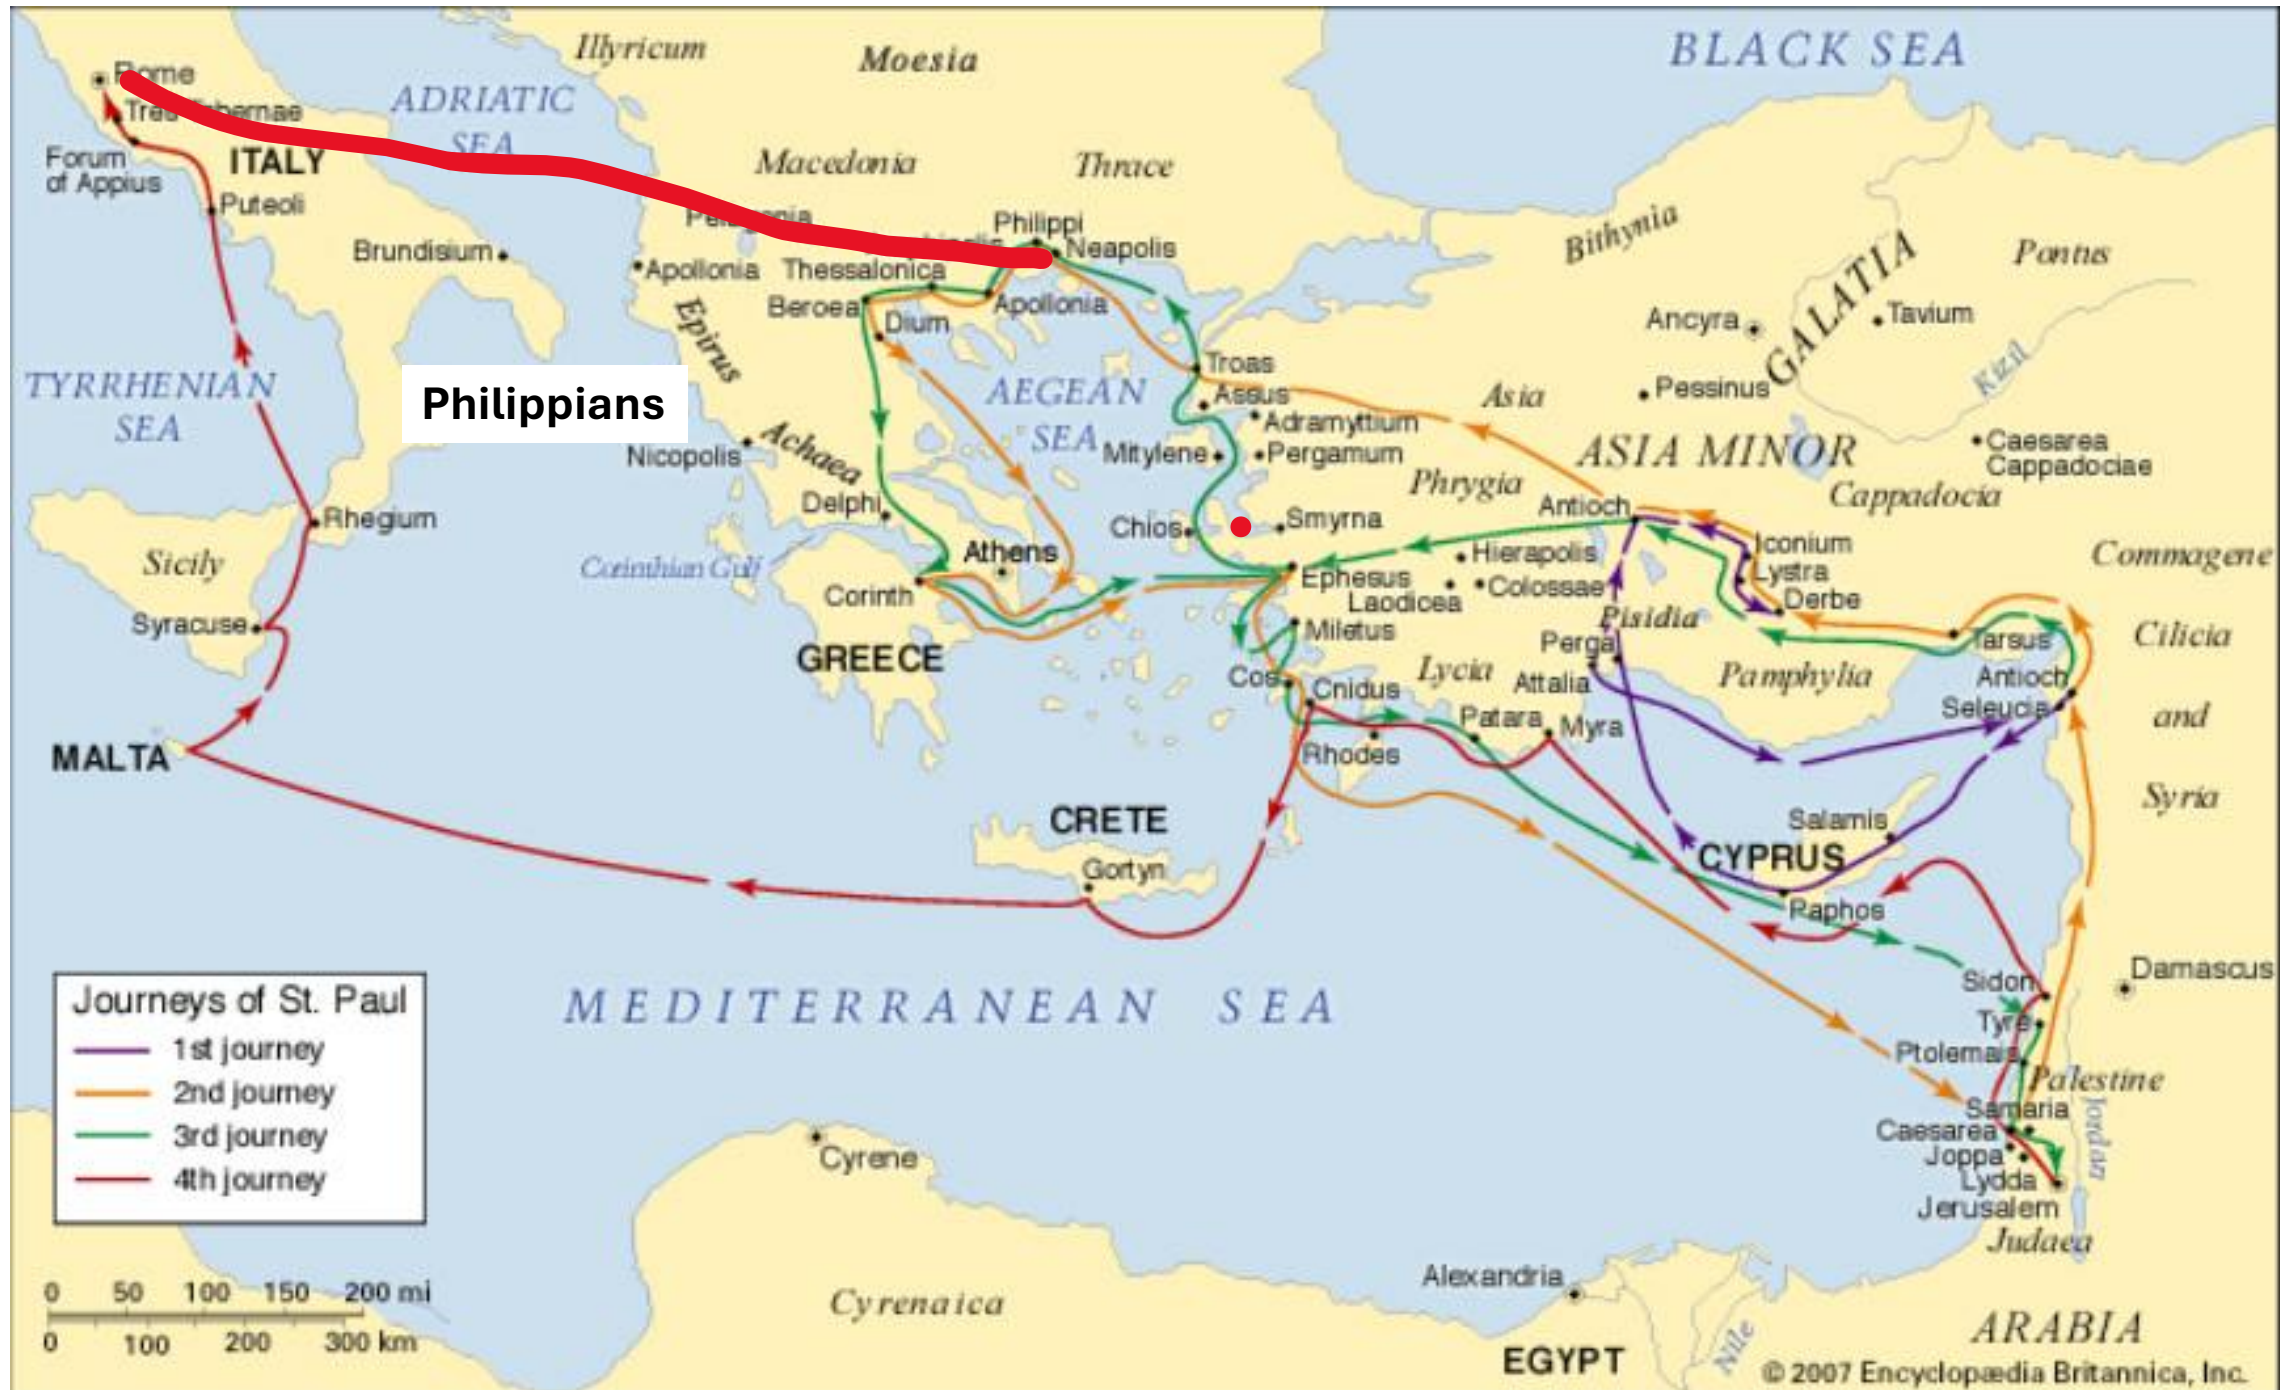 Illyricum
Moesia
BLACK SEA
Rome
ADRIATIC
SEA
Forum
of Appius
ITALY
Macedonia
Thrace
Puteoli
Philippi
Neapolis
Bithynia
GALATIA
Pontus
Brundisium
Apollonia
Thessalonica
Beroea
Apollonia
Dium
Epirus
Ancyra
Tavium
Kizil
TYRRHENIAN
SEA
Philippians
AEGEAN
SEA
Troas
Assus
Adramyttium
Asia
Pessinus
Nicopolis
Achaea
Mitylene
Pergamum
ASIA MINOR
Caesarea
Cappadociae
Phrygia
Cappadocia
Delphi
Antioch
Rhegium
Chios
Smyrna
Sicily
Corinthian Gulf
Athens
Hierapolis
Iconium
Commagene
Corinth
Ephesus
Laodicea
Colossae
Lystra
Derbe
Syracuse
Miletus
Pisidia
Tarsus
Cilicia
GREECE
Perga
Cos
Cnidus
Lycia
Attalia
Pamphylia
Antioch
Seleucia
and
MALTA
Rhodes
Patara
Myra
Syria
CRETE
Salamis
CYPRUS
Gortyn
Paphos
Damascus
Sidon
Journeys of St. Paul
1st journey
2nd journey
3rd journey
4th journey
MEDITERRANEAN SEA
Tyre
Ptolemais
Palestine
Samaria
Caesarea
Joppa
Lydda
Jordan
Jerusalem
Judaea
Cyrene
Cyrenaica
Alexandria
EGYPT
Nile
ARABIA
0 50 100 150 200 mi
0 100 200 300 km
© 2007 Encyclopædia Britannica, Inc.